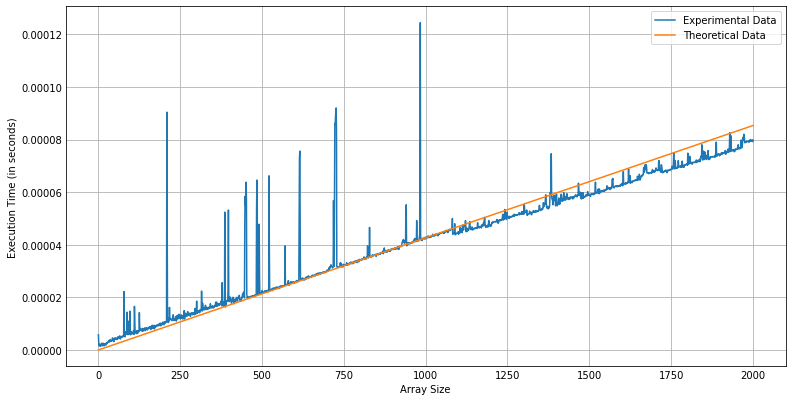 Experimental Data
Theoretical Data
Execution Time (in seconds)
0.00012
0.00010
0.00008
0.00006
0.00004
0.00002
0.00000
0 250 500 750 1000 1250 1500 1750 2000
Array Size